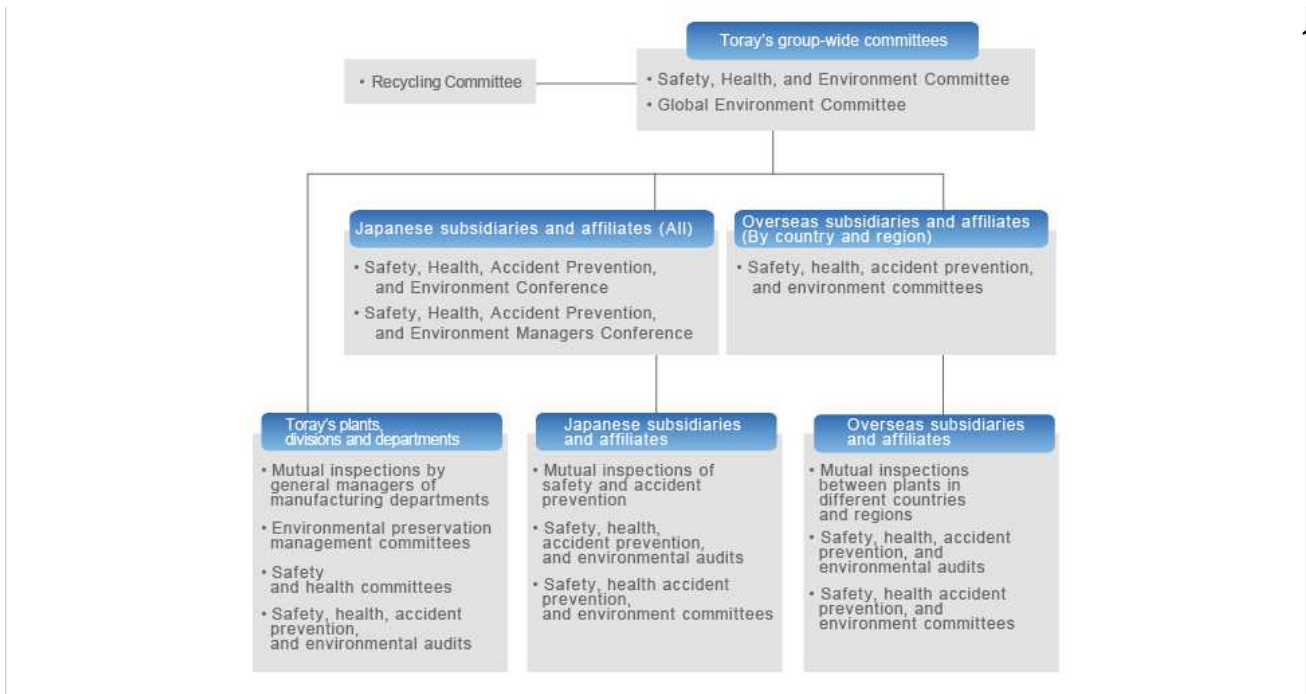 Toray's group-wide committees
• Recycling Committee
• Safety, Health, and Environment Committee
• Global Environment Committee
Japanese subsidiaries and affiliates (All)
• Safety, Health, Accident Prevention,
and Environment Conference
• Safety, Health, Accident Prevention,
and Environment Managers Conference
Overseas subsidiaries and affiliates
(By country and region)
• Safety, health, accident prevention,
and environment committees
Toray's plants,
divisions and departments
• Mutual inspections by
general managers of
manufacturing departments
• Environmental preservation
management committees
• Safety
and health committees
• Safety, health, accident
prevention,
and environmental audits
Japanese subsidiaries
and affiliates
• Mutual inspections of
safety and accident
prevention
• Safety, health,
accident prevention,
and environmental audits
• Safety, health accident
prevention,
and environment committees
Overseas subsidiaries
and affiliates
• Mutual inspections
between plants in
different countries
and regions
• Safety, health, accident
prevention, and
environmental audits
• Safety, health accident
prevention, and
environment committees